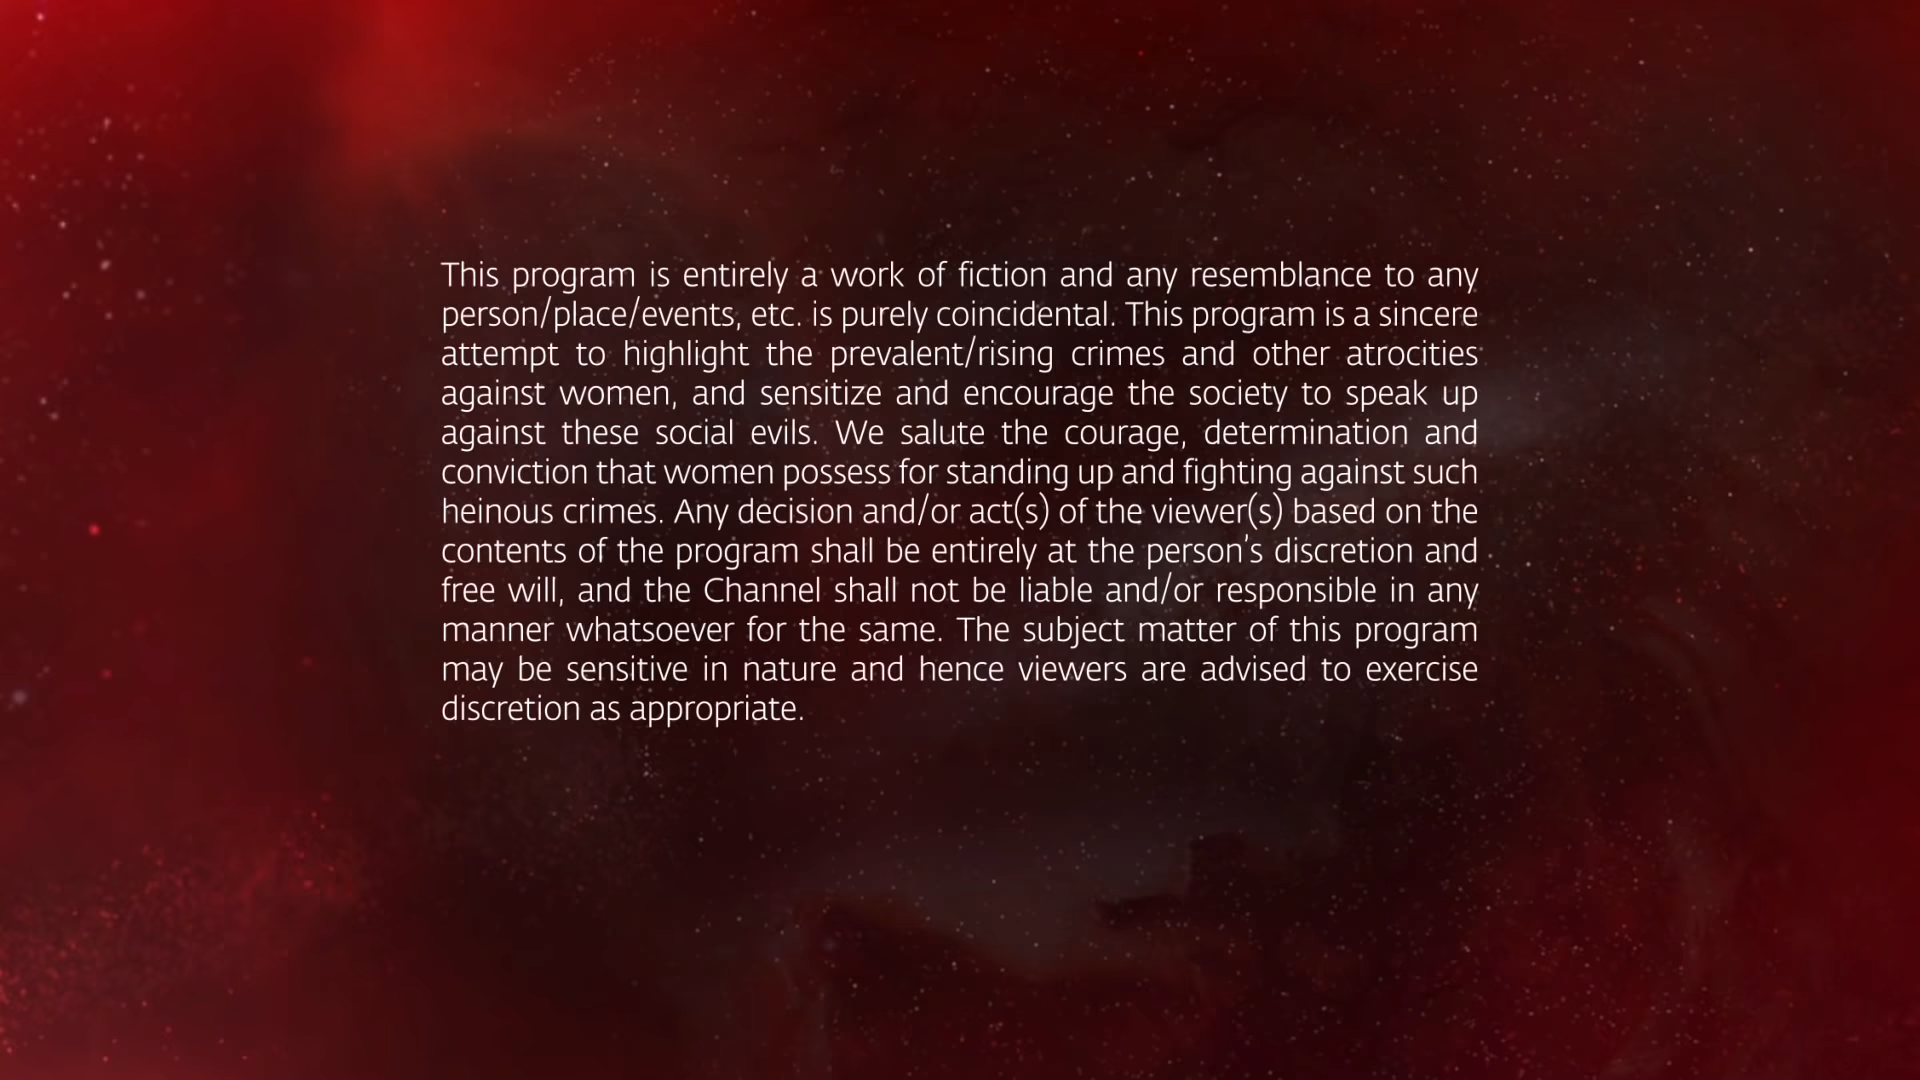 This program is entirely a work of fiction and any resemblance to any
person/place/events, etc. is purely coincidental. This program is a sincere
attempt to highlight the prevalent/rising crimes and other atrocities
against women, and sensitize and encourage the society to speak up
against these social evils. We salute the courage, determination and
conviction that women possess for standing up and fighting against such
heinous crimes. Any decision and/or act(s) of the viewer(s) based on the
contents of the program shall be entirely at the person's discretion and
free will, and the Channel shall not be liable and/or responsible in any
manner whatsoever for the same. The subject matter of this program
may be sensitive in nature and hence viewers are advised to exercise
discretion as appropriate.